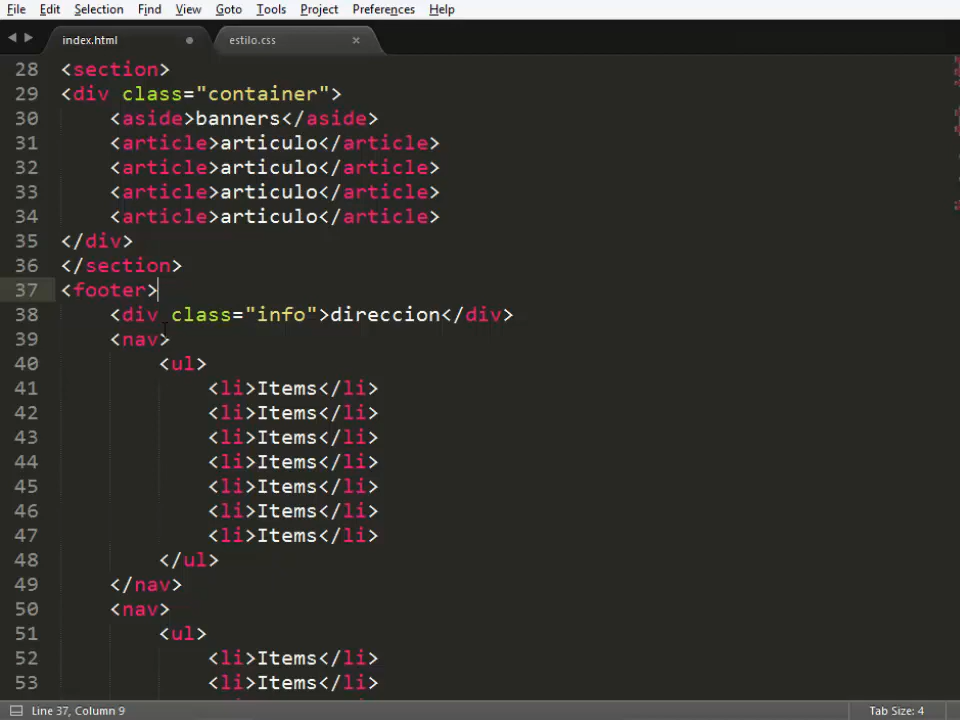 File Edit Selection Find View Goto Tools Project Preferences Help
index.html estilo.css ×
28 <section>
29 <div class="container">
30 <aside>banners</aside>
31 <article>articulo</article>
32 <article>articulo</article>
33 <article>articulo</article>
34 <article>articulo</article>
35 </div>
36 </section>
37 <footer>
38 <div class="info">direccion</div>
39 <nav>
40 <ul>
41 <li>Items</li>
42 <li>Items</li>
43 <li>Items</li>
44 <li>Items</li>
45 <li>Items</li>
46 <li>Items</li>
47 <li>Items</li>
48 </ul>
49 </nav>
50 <nav>
51 <ul>
52 <li>Items</li>
53 <li>Items</li>
Line 37, Column 9 Tab Size: 4